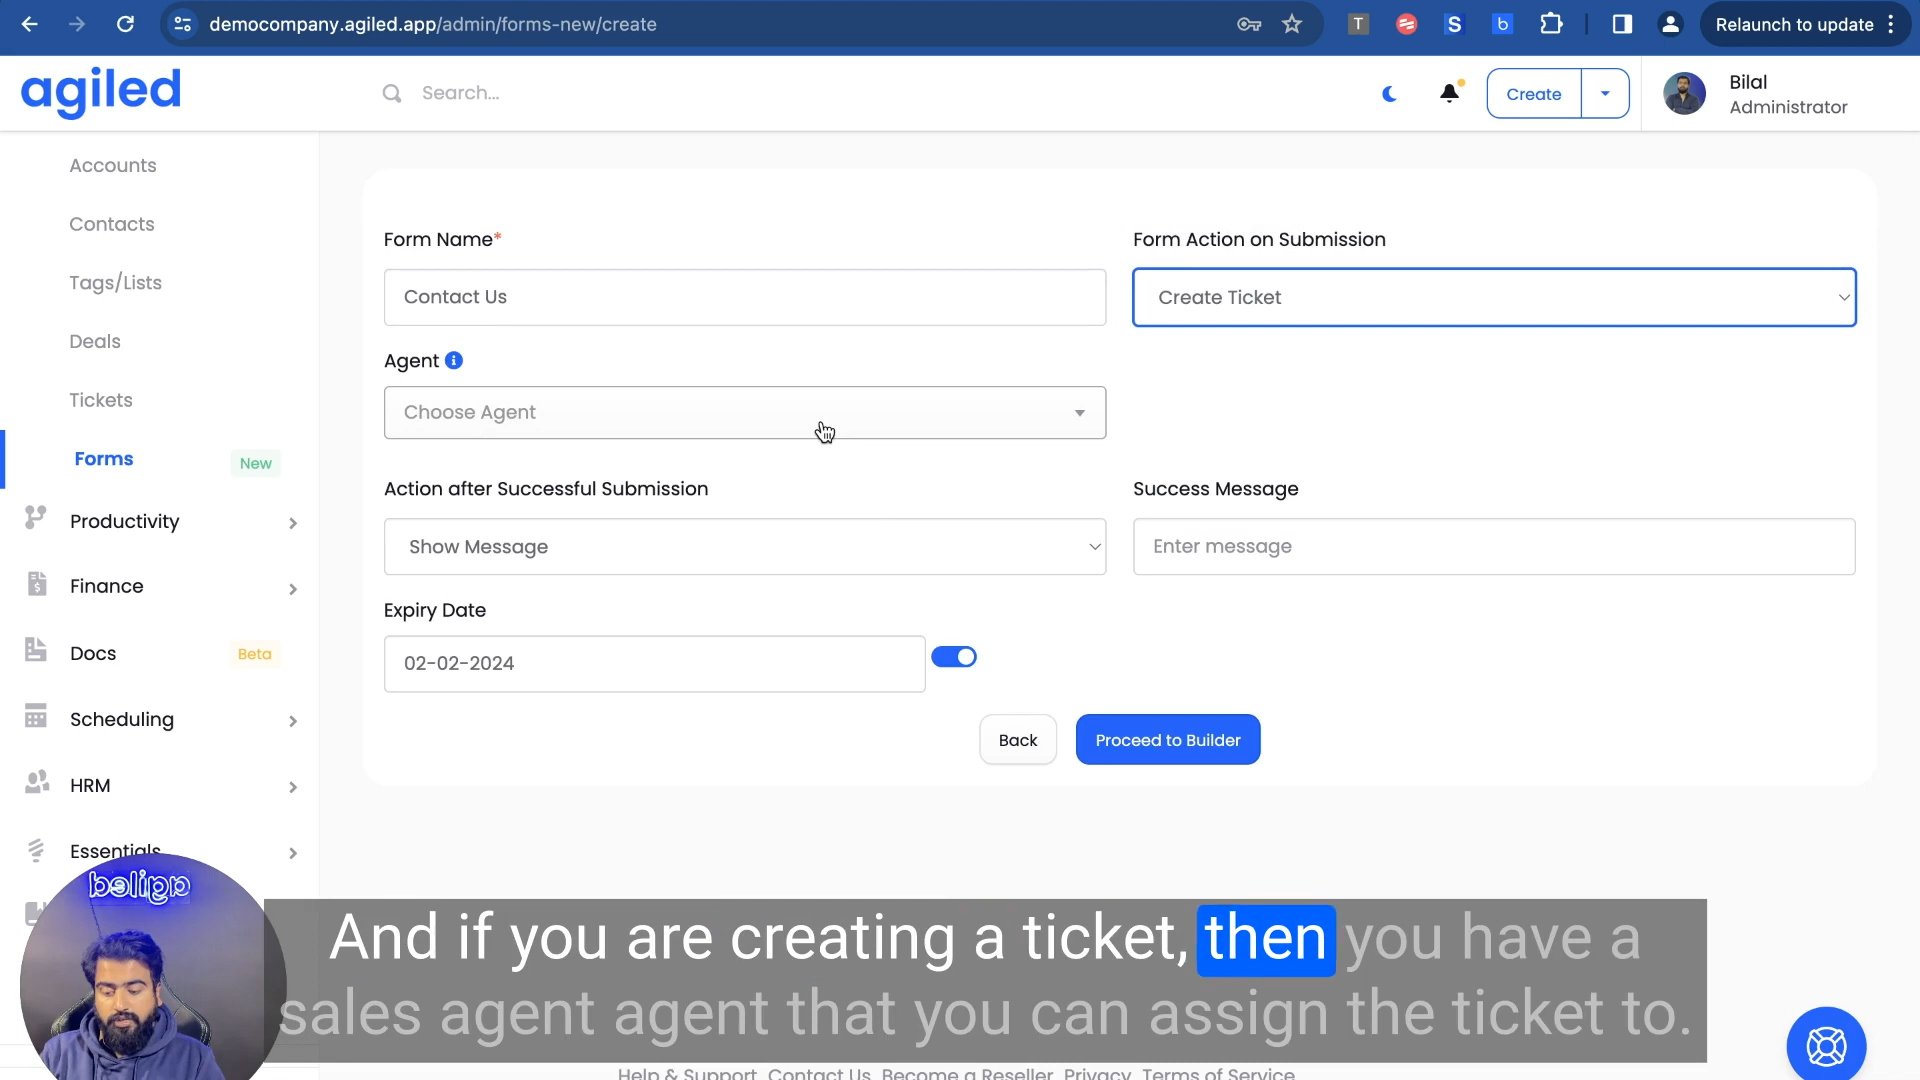 democompany.agiled.app/admin/forms-new/create
T
S
b
Relaunch to update
agiled
Search...
Create
Bilal
Administrator
Accounts
Contacts
Tags/Lists
Deals
Tickets
Forms
New
Productivity
Finance
Docs
Beta
Scheduling
HRM
Essentials
Form Name*
Contact Us
Form Action on Submission
Create Ticket
Agent
Choose Agent
Action after Successful Submission
Show Message
Success Message
Enter message
Expiry Date
02-02-2024
Back
Proceed to Builder
agiled
And if you are creating a ticket, then you have a
sales agent agent that you can assign the ticket to.
Help & Support Contact Us Become a Reseller Privacy Terms of Service